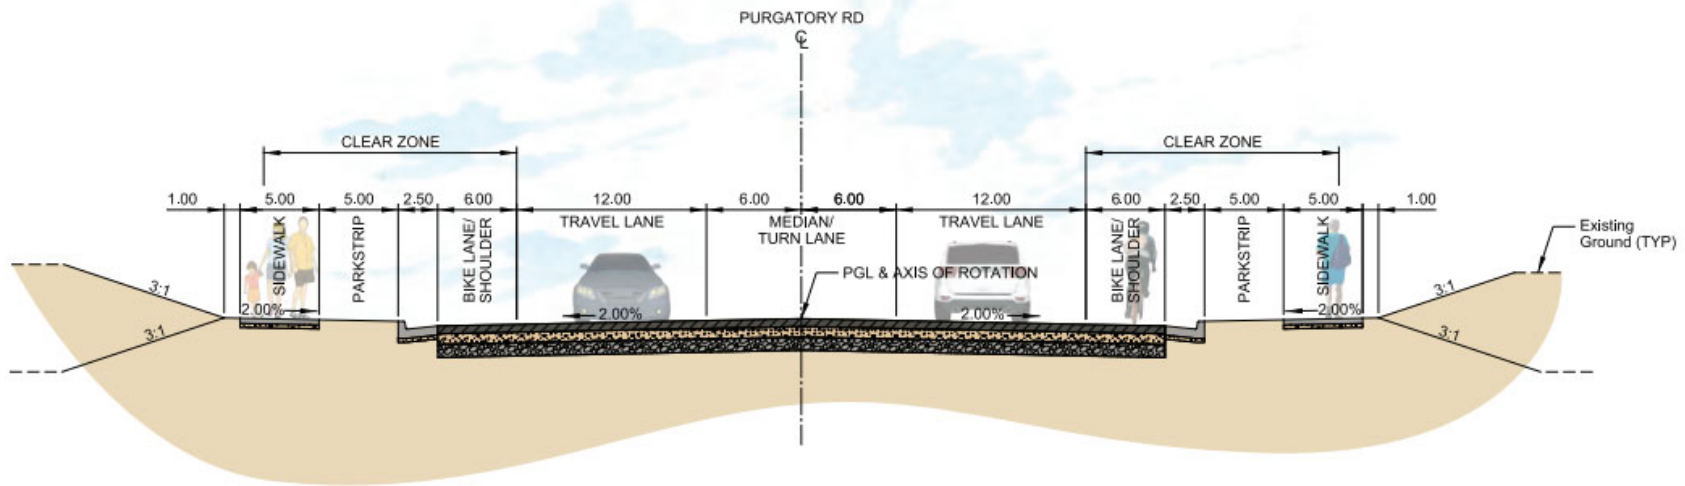 PURGATORY RD
℄
CLEAR ZONE
CLEAR ZONE
1.00
5.00
5.00
2.50
6.00
12.00
6.00
6.00
12.00
6.00
2.50
5.00
5.00
1.00
SIDEWALK
PARKSTRIP
BIKE LANE/
SHOULDER
TRAVEL LANE
MEDIAN/
TURN LANE
TRAVEL LANE
BIKE LANE/
SHOULDER
PARKSTRIP
SIDEWALK
Existing
Ground (TYP)
PGL & AXIS OF ROTATION
3:1
3:1
2.00%
2.00%
2.00%
2.00%
3:1
3:1